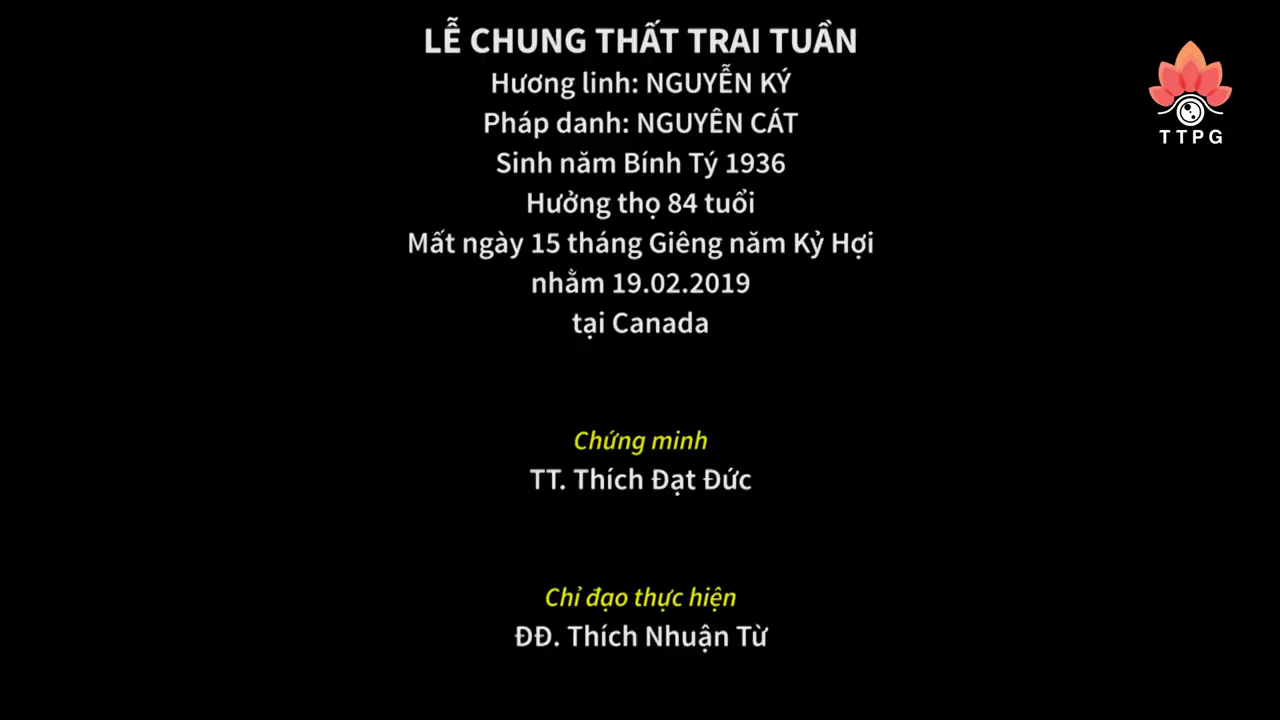 LỄ CHUNG THẤT TRAI TUẦN
Hương linh: NGUYỄN KÝ
Pháp danh: NGUYÊN CÁT
Sinh năm Bính Tý 1936
Hưởng thọ 84 tuổi
Mất ngày 15 tháng Giêng năm Kỷ Hợi
nhằm 19.02.2019
tại Canada
Chứng minh
TT. Thích Đạt Đức
Chỉ đạo thực hiện
ĐĐ. Thích Nhuận Từ
TTPG